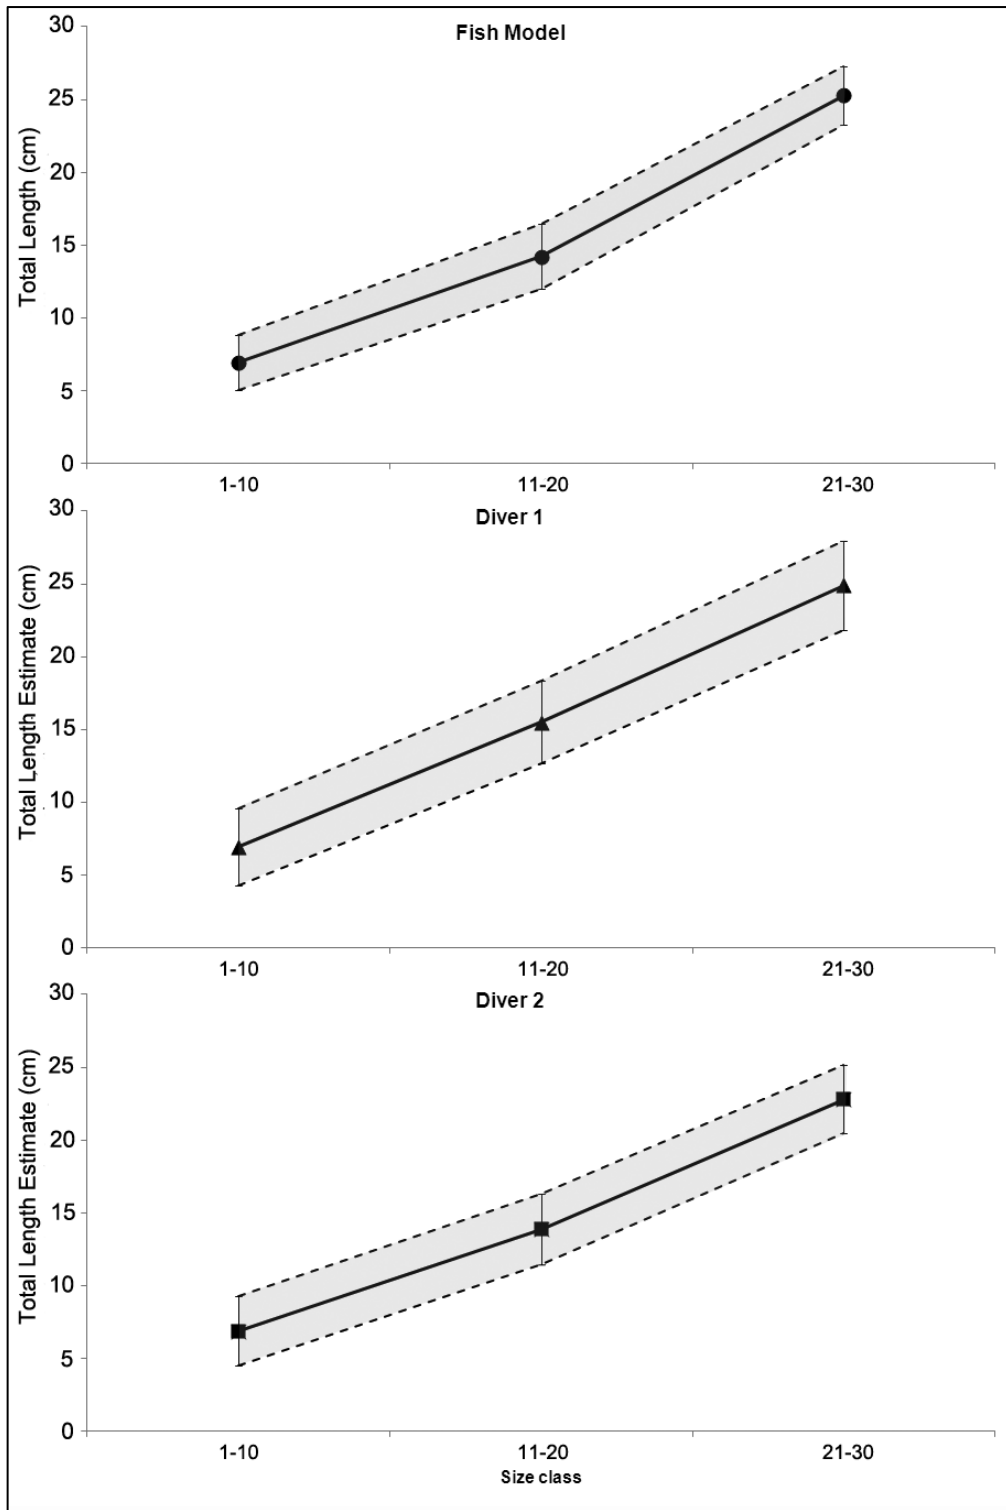 Fish Model
Total Length (cm)
30
25
20
15
10
5
0
1-10 11-20 21-30
Diver 1
Total Length Estimate (cm)
30
25
20
15
10
5
0
1-10 11-20 21-30
Diver 2
Total Length Estimate (cm)
30
25
20
15
10
5
0
1-10 11-20 21-30
Size class